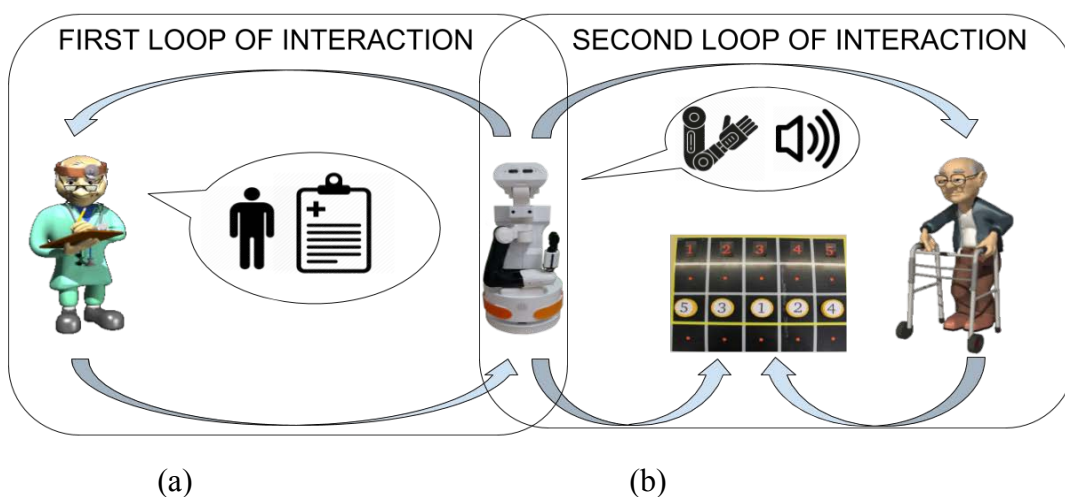 FIRST LOOP OF INTERACTION
SECOND LOOP OF INTERACTION
1 2 3 4 5
5 3 1 2 4
(a)
(b)